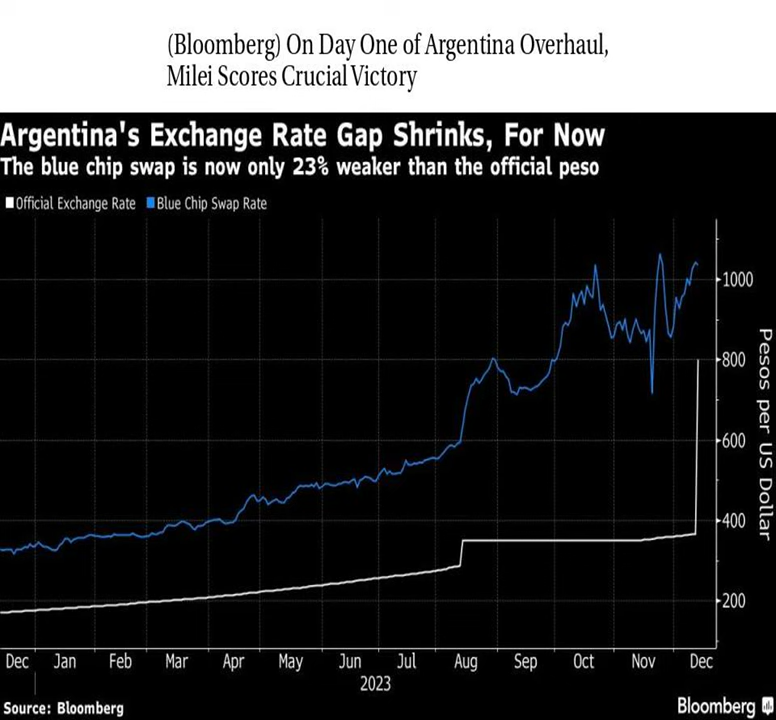 (Bloomberg) On Day One of Argentina Overhaul,
Milei Scores Crucial Victory
Argentina's Exchange Rate Gap Shrinks, For Now
The blue chip swap is now only 23% weaker than the official peso
Official Exchange Rate Blue Chip Swap Rate
1000
800
600
400
200
Pesos per US Dollar
Dec Jan Feb Mar Apr May Jun Jul Aug Sep Oct Nov Dec
2023
Source: Bloomberg
Bloomberg